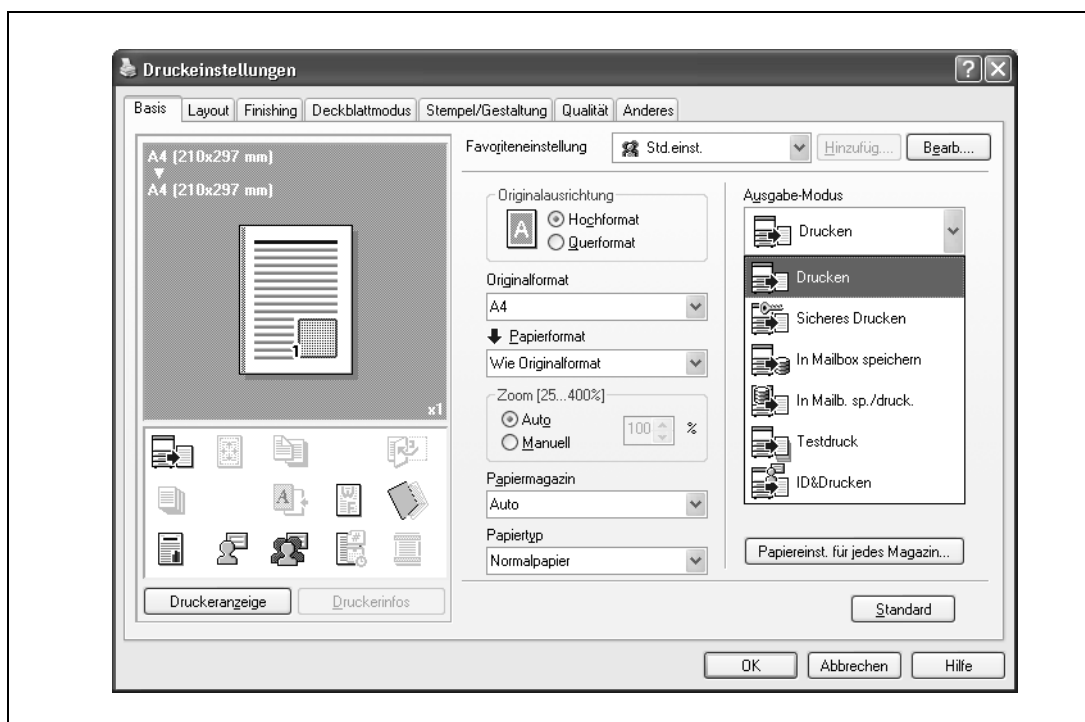 Druckeinstellungen
Basis Layout Finishing Deckblattmodus Stempel/Gestaltung Qualität Anderes
A4 (210x297 mm)
A4 (210x297 mm)
1
x1
Druckeranzeige Druckerinfos
Favoriteneinstellung Std.einst. Hinzufüg.... Bearb....
Originalausrichtung
A
Hochformat
Querformat
Originalformat
A4
Papierformat
Wie Originalformat
Zoom [25...400%]
Auto
Manuell
100 %
Papiermagazin
Auto
Papiertyp
Normalpapier
Ausgabe-Modus
Drucken
Drucken
Sicheres Drucken
In Mailbox speichern
In Mailb. sp./druck.
Testdruck
ID&Drucken
Papiereinst. für jedes Magazin...
Standard
OK Abbrechen Hilfe